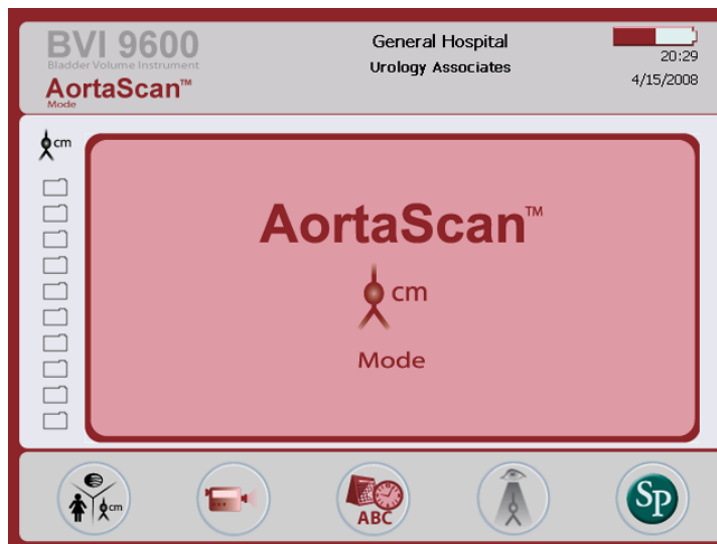 BVI 9600
Bladder Volume Instrument
AortaScan™
Mode
General Hospital
Urology Associates
20:29
4/15/2008
cm
AortaScan™
cm
Mode
cm
ABC
SP